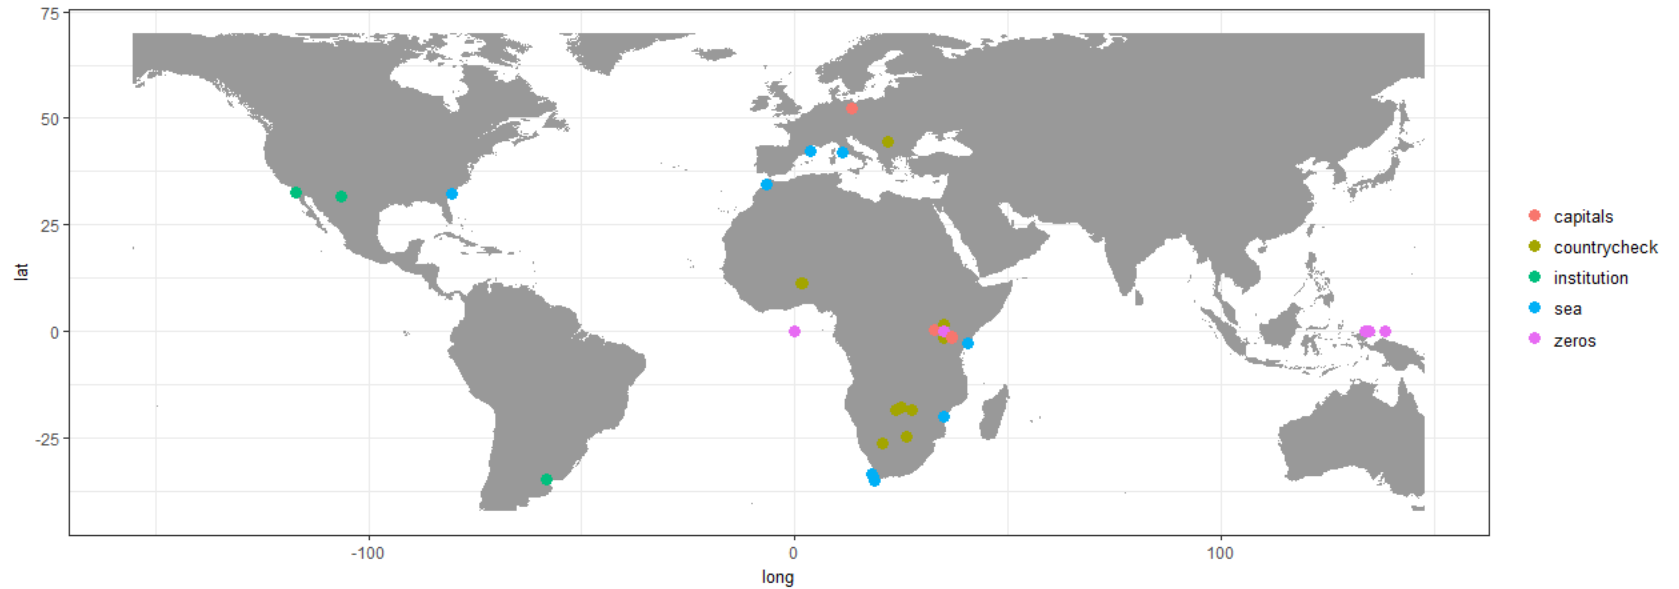 75
50
25
0
-25
lat
-100
0
100
long
capitals
countrycheck
institution
sea
zeros